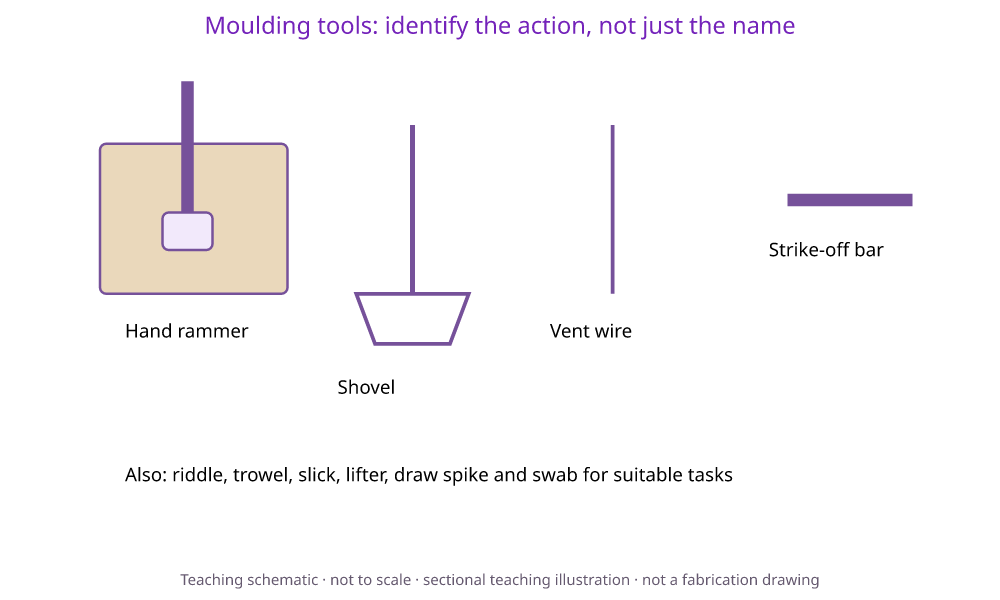 Moulding tools: identify the action, not just the name
Strike-off bar
Hand rammer
Vent wire
Shovel
Also: riddle, trowel, slick, lifter, draw spike and swab for suitable tasks
Teaching schematic · not to scale · sectional teaching illustration · not a fabrication drawing